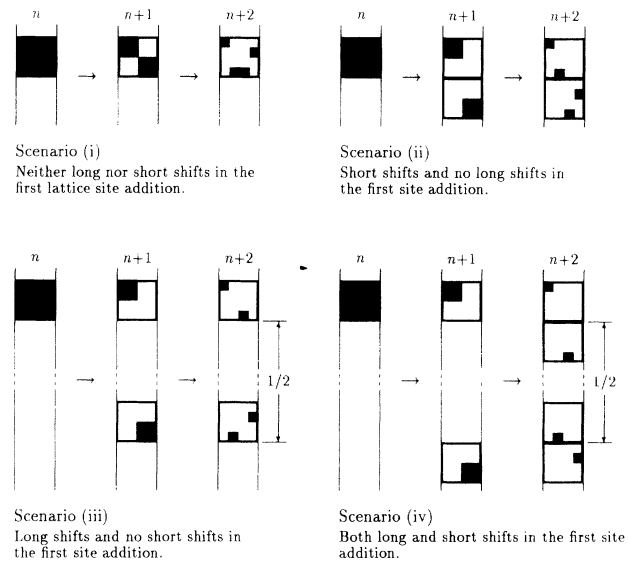 n n+1 n+2
n n+1 n+2
→ → → →
Scenario (i)
Neither long nor short shifts in the
first lattice site addition.
Scenario (ii)
Short shifts and no long shifts in
the first site addition.
n n+1 n+2
n n+1 n+2
→ → 1/2
→ → 1/2
Scenario (iii)
Long shifts and no short shifts in
the first site addition.
Scenario (iv)
Both long and short shifts in the first site
addition.